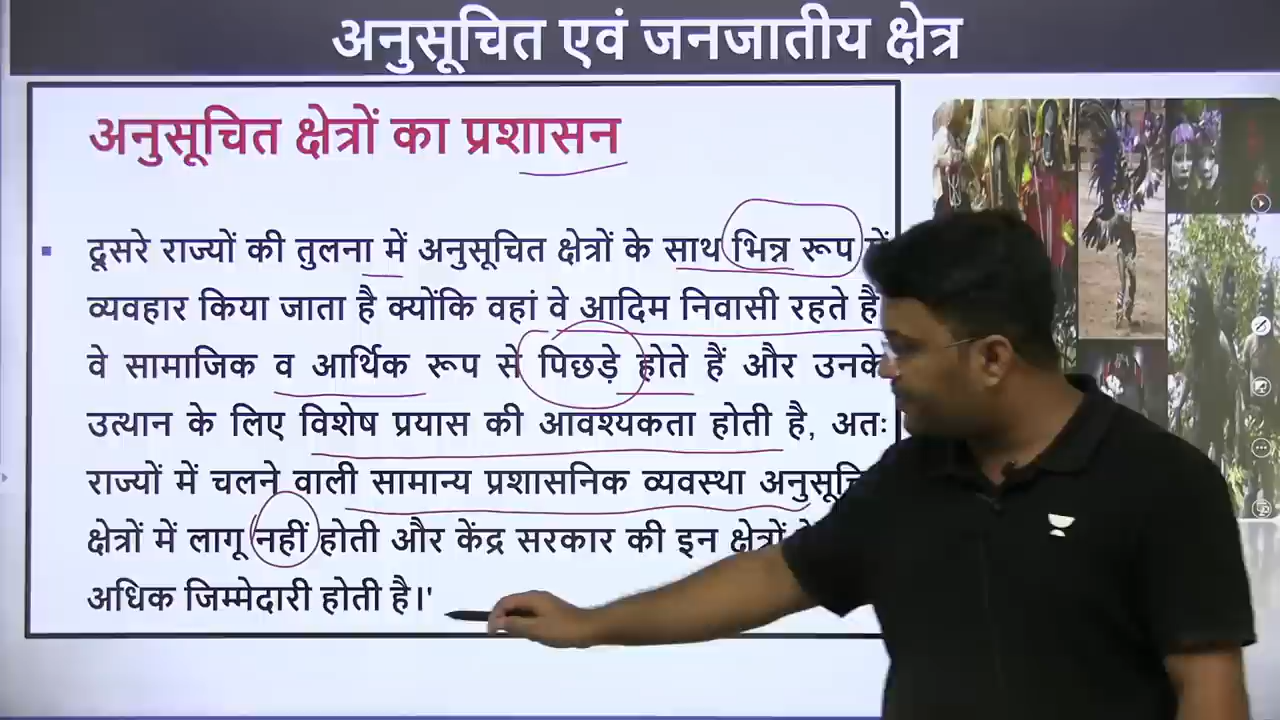 अनुसूचित एवं जनजातीय क्षेत्र
अनुसूचित क्षेत्रों का प्रशासन
दूसरे राज्यों की तुलना में अनुसूचित क्षेत्रों के साथ भिन्न रूप में
व्यवहार किया जाता है क्योंकि वहां वे आदिम निवासी रहते है
वे सामाजिक व आर्थिक रूप से पिछड़े होते हैं और उनके
उत्थान के लिए विशेष प्रयास की आवश्यकता होती है, अतः
राज्यों में चलने वाली सामान्य प्रशासनिक व्यवस्था
क्षेत्रों में लागू नहीं होती और केंद्र सरकार की इन क्षेत्रों
अधिक जिम्मेदारी होती है।'